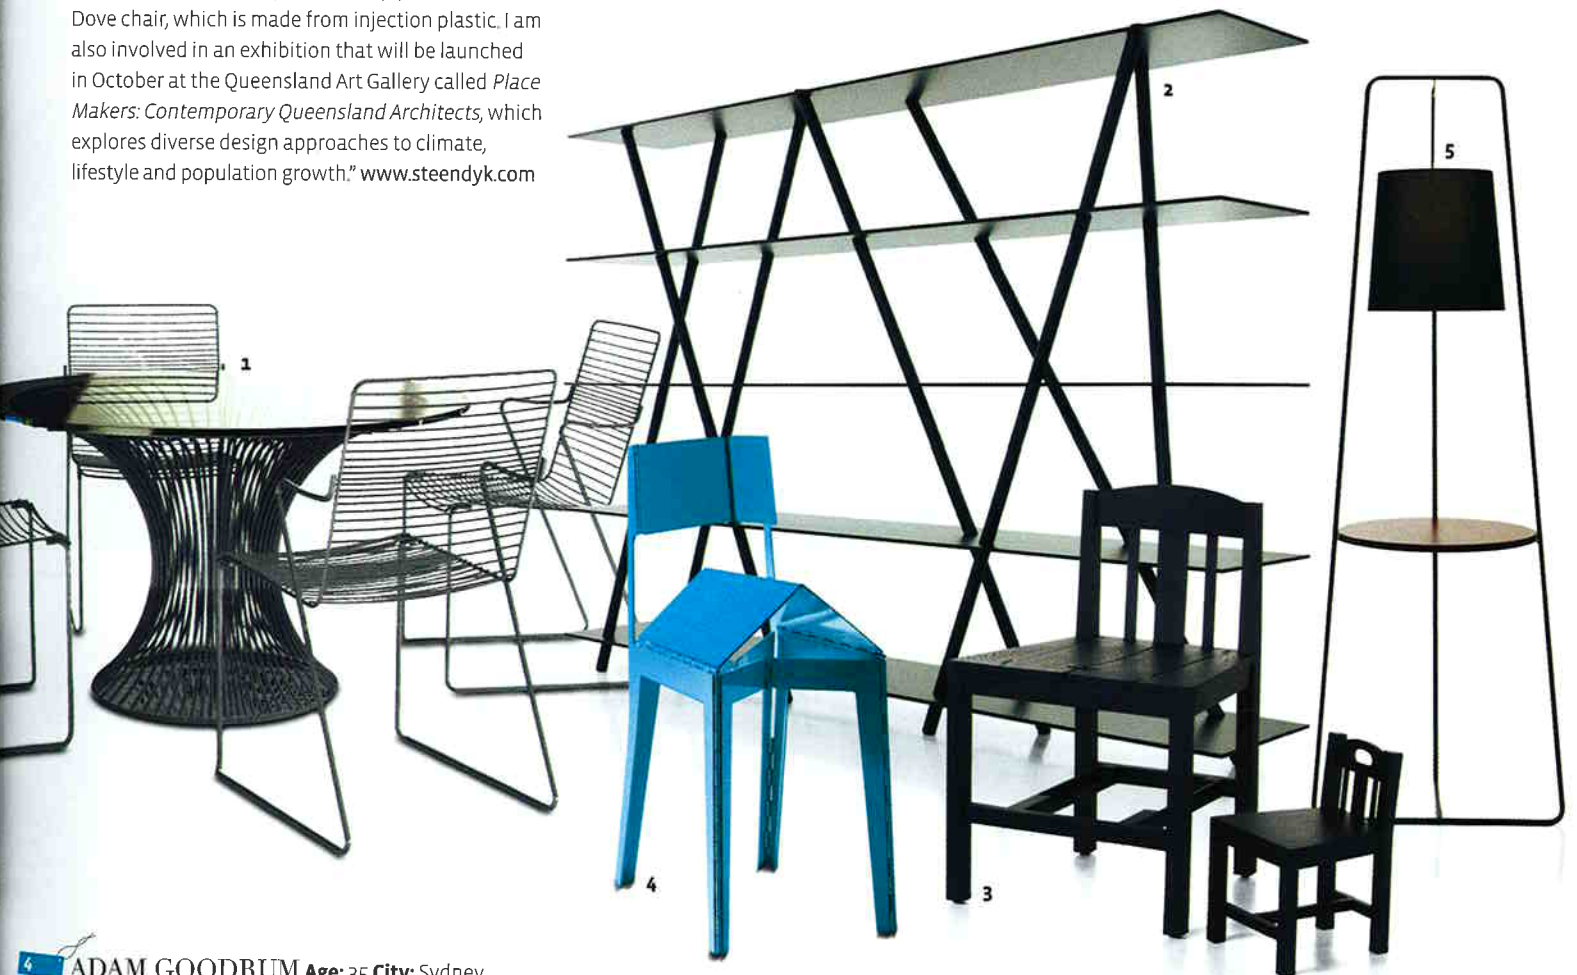 Dove chair, which is made from injection plastic. I am
also involved in an exhibition that will be launched
in October at the Queensland Art Gallery called Place
Makers: Contemporary Queensland Architects, which
explores diverse design approaches to climate,
lifestyle and population growth." www.steendyk.com
2
5
1
4
3
4 ADAM GOODRUM Age: 35 City: Sydney